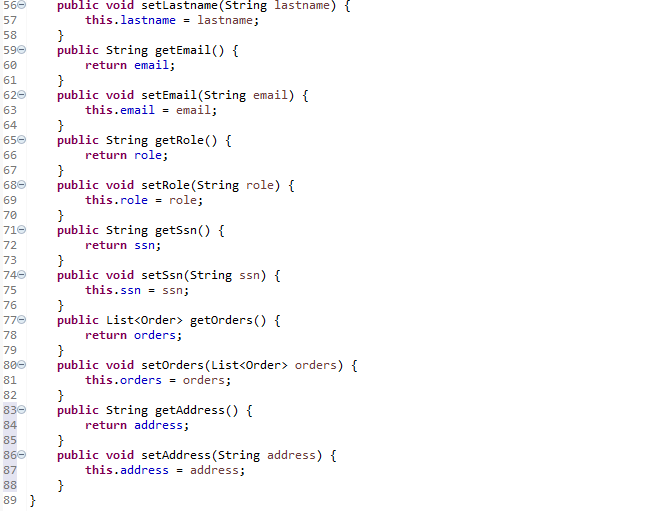 56    public void setLastname(String lastname) {
57        this.lastname = lastname;
58    }
59    public String getEmail() {
60        return email;
61    }
62    public void setEmail(String email) {
63        this.email = email;
64    }
65    public String getRole() {
66        return role;
67    }
68    public void setRole(String role) {
69        this.role = role;
70    }
71    public String getSsn() {
72        return ssn;
73    }
74    public void setSsn(String ssn) {
75        this.ssn = ssn;
76    }
77    public List<Order> getOrders() {
78        return orders;
79    }
80    public void setOrders(List<Order> orders) {
81        this.orders = orders;
82    }
83    public String getAddress() {
84        return address;
85    }
86    public void setAddress(String address) {
87        this.address = address;
88    }
89 }